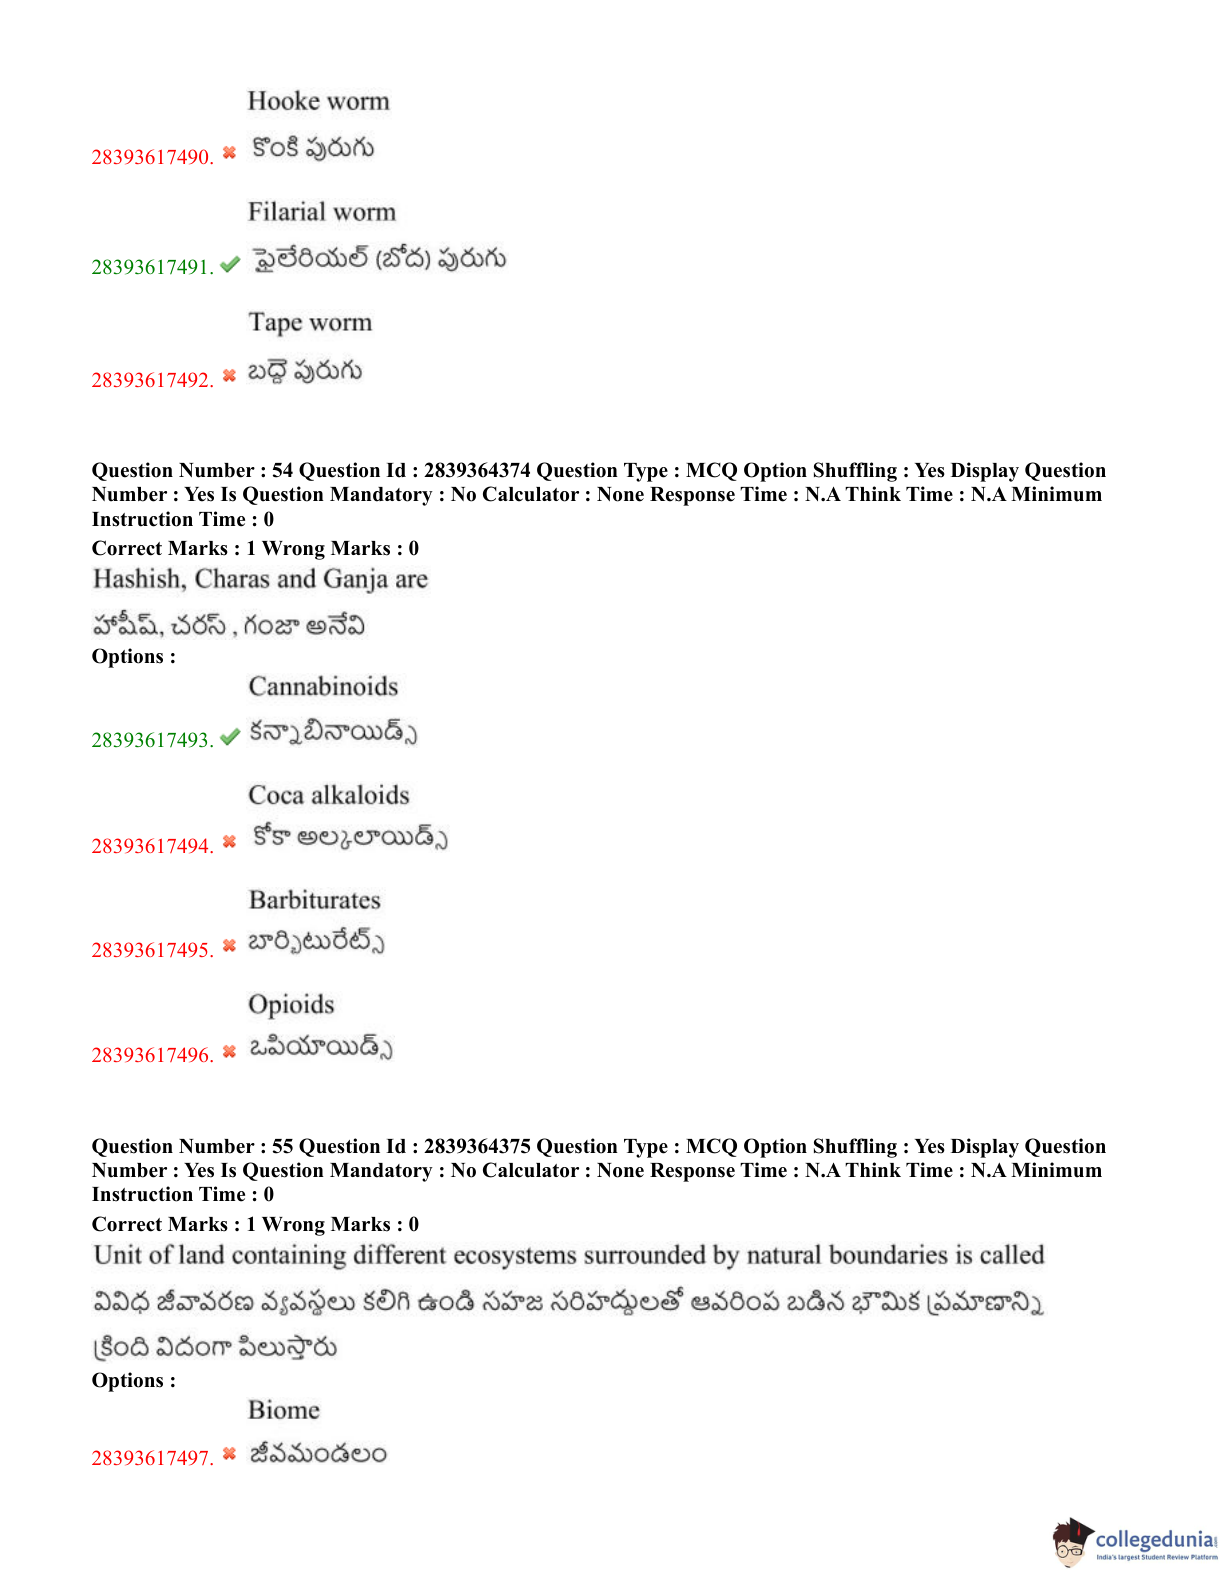 Hooke worm
28393617490. కొంకి పురుగు
Filarial worm
28393617491. ఫైలేరియల్ (బోద) పురుగు
Tape worm
28393617492. బద్దె పురుగు
Question Number : 54 Question Id : 2839364374 Question Type : MCQ Option Shuffling : Yes Display Question
Number : Yes Is Question Mandatory : No Calculator : None Response Time : N.A Think Time : N.A Minimum
Instruction Time : 0
Correct Marks : 1 Wrong Marks : 0
Hashish, Charas and Ganja are
హాషీష్, చరస్ , గంజా అనేవి
Options :
Cannabinoids
28393617493. కన్నాబినాయిడ్స్
Coca alkaloids
28393617494. కోకా అల్కలాయిడ్స్
Barbiturates
28393617495. బార్బిటురేట్స్
Opioids
28393617496. ఒపియాయిడ్స్
Question Number : 55 Question Id : 2839364375 Question Type : MCQ Option Shuffling : Yes Display Question
Number : Yes Is Question Mandatory : No Calculator : None Response Time : N.A Think Time : N.A Minimum
Instruction Time : 0
Correct Marks : 1 Wrong Marks : 0
Unit of land containing different ecosystems surrounded by natural boundaries is called
వివిధ జీవావరణ వ్యవస్థలు కలిగి ఉండి సహజ సరిహద్దులతో ఆవరింప బడిన భౌమిక ప్రమాణాన్ని
క్రింది విదంగా పిలుస్తారు
Options :
Biome
28393617497. జీవమండలం
collegedunia
India's largest Student Review Platform